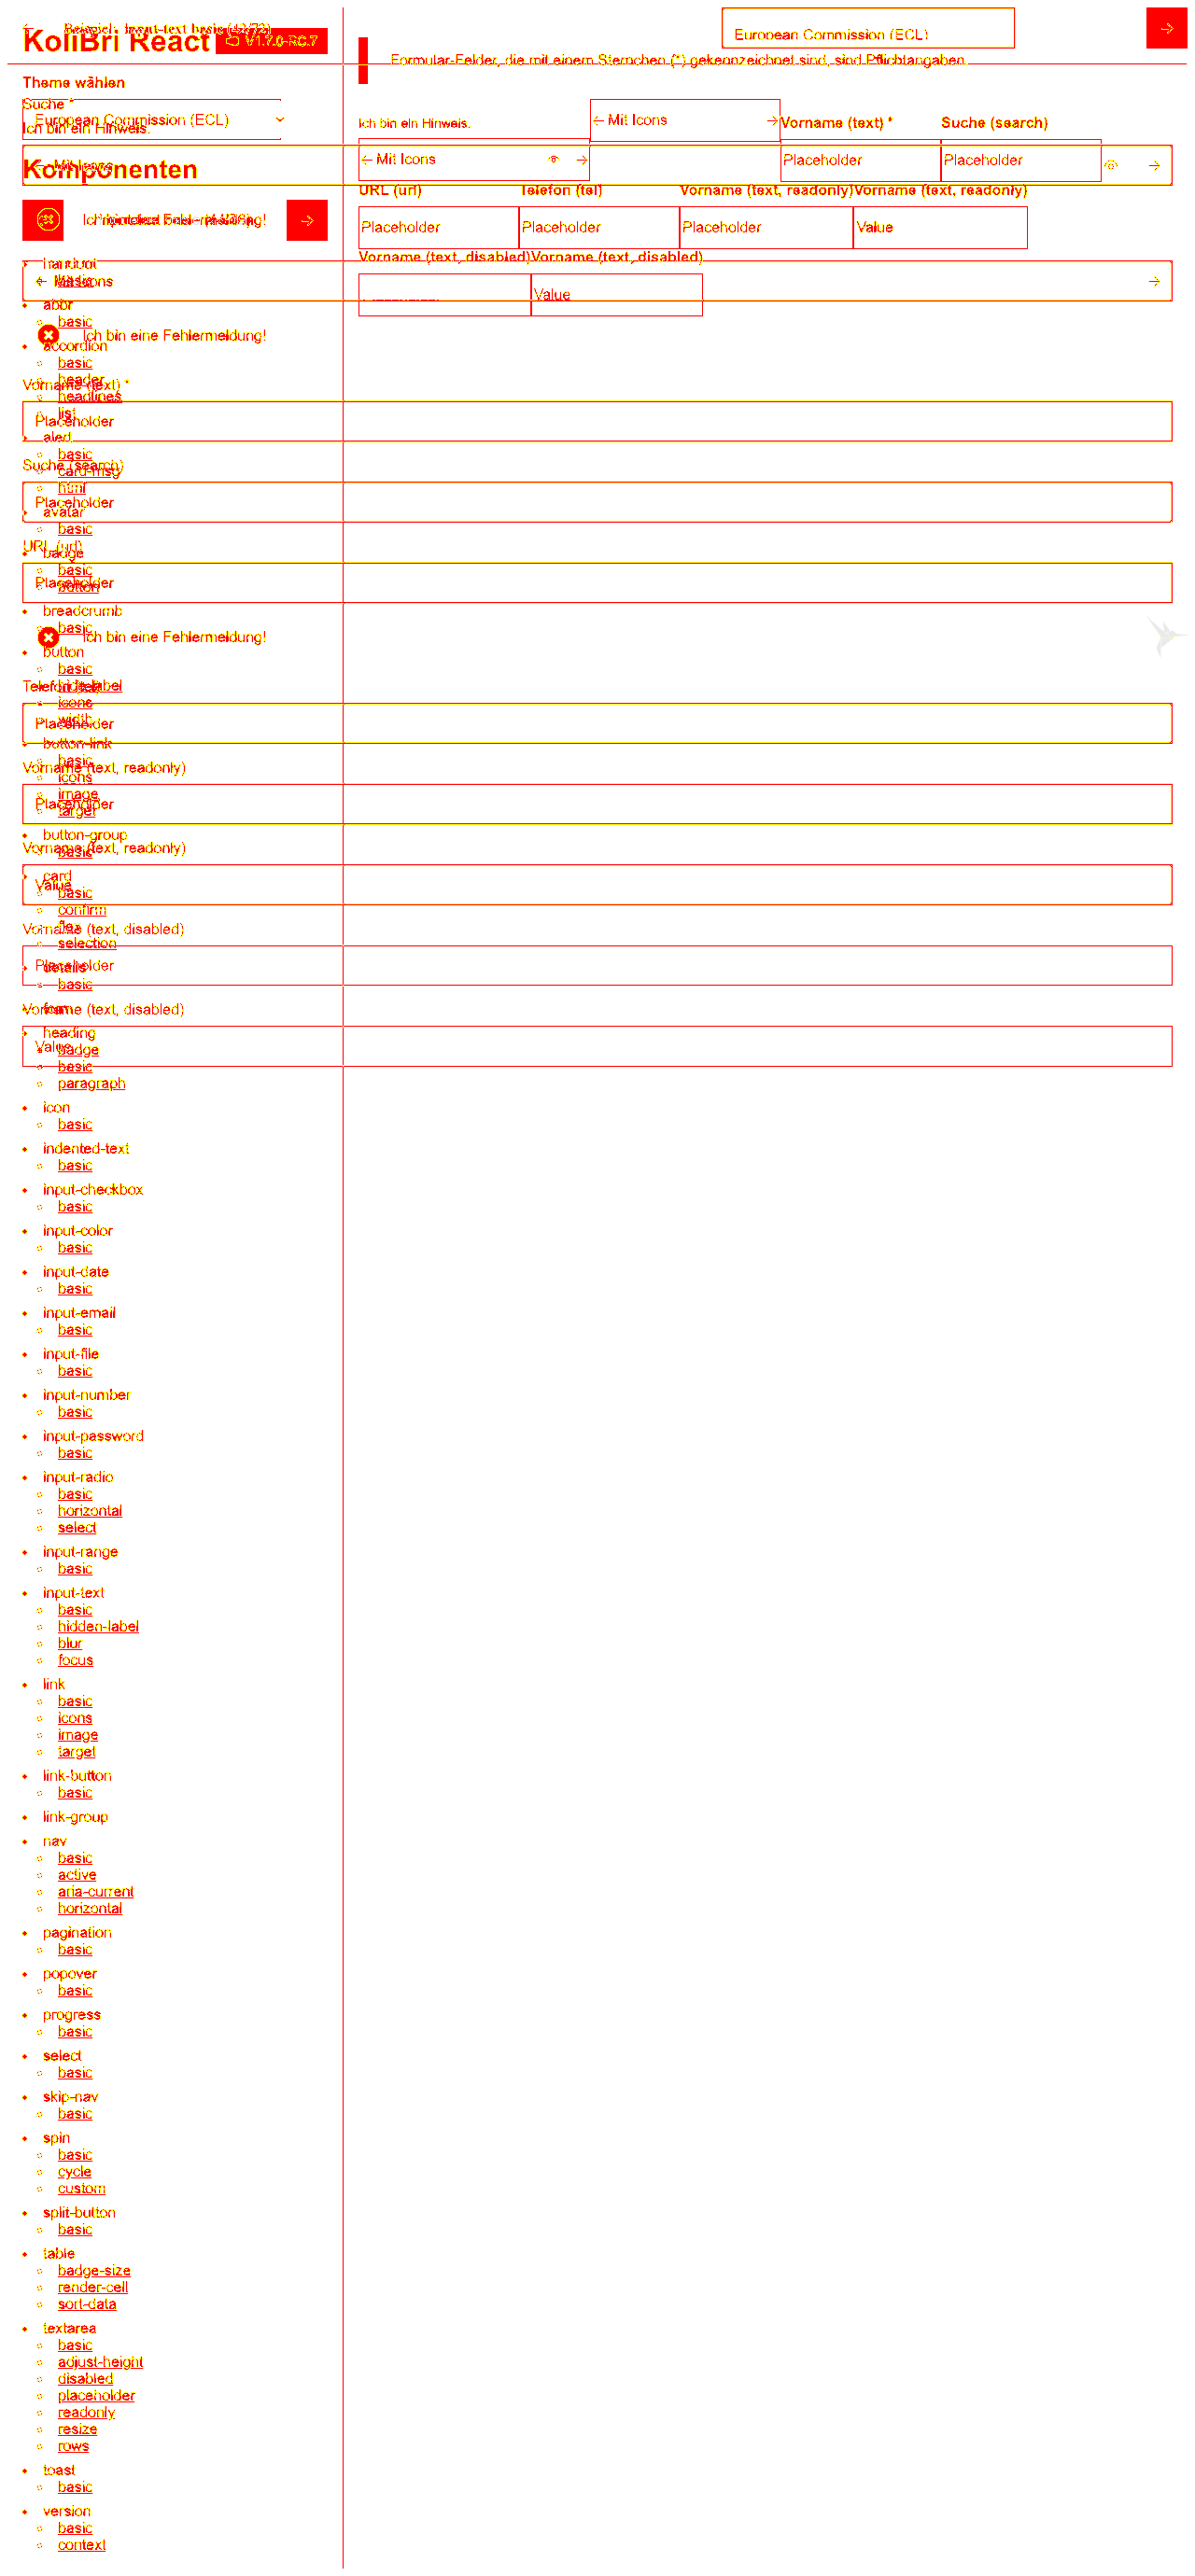 Beispiel: Input-text basic (42/72)
KoliBri React
V1.7.0-RC.7
European Commission (ECL)
Formular-Felder, die mit einem Sternchen (*) gekennzeichnet sind, sind Pflichtangaben
Theme wählen
Suche *
European Commission (ECL)
Ich bin ein Hinweis.
Ich bin ein Hinweis.
← Mit Icons →
Vorname (text) *
Suche (search)
Komponenten
← Mit Icons
← Mit Icons
Placeholder
Placeholder
URL (url)
Telefon (tel)
Vorname (text, readonly)
Vorname (text, readonly)
Ich bin eine Fehlermeldung!
Placeholder
Placeholder
Placeholder
Value
Vorname (text, disabled)
Vorname (text, disabled)
handout
basic
Mit Icons
Value
abbr
basic
Ich bin eine Fehlermeldung!
accordion
basic
header
Vorname (text) *
headlines
list
Placeholder
alert
basic
Suche (search)
card-msg
html
Placeholder
avatar
basic
URL (url)
badge
basic
Placeholder
button
breadcrumb
basic
Ich bin eine Fehlermeldung!
button
basic
Telefon (tel)
hide-label
icons
width
Placeholder
button-link
basic
Vorname (text, readonly)
icons
image
Placeholder
target
button-group
Vorname (text, readonly)
basic
card
Value
basic
confirm
flex
Vorname (text, disabled)
selection
Placeholder
details
basic
form
Vorname (text, disabled)
heading
Value
badge
basic
paragraph
icon
basic
indented-text
basic
input-checkbox
basic
input-color
basic
input-date
basic
input-email
basic
input-file
basic
input-number
basic
input-password
basic
input-radio
basic
horizontal
select
input-range
basic
input-text
basic
hidden-label
blur
focus
link
basic
icons
image
target
link-button
basic
link-group
nav
basic
active
aria-current
horizontal
pagination
basic
popover
basic
progress
basic
select
basic
skip-nav
basic
spin
basic
cycle
custom
split-button
basic
table
badge-size
render-cell
sort-data
textarea
basic
adjust-height
disabled
placeholder
readonly
resize
rows
toast
basic
version
basic
context